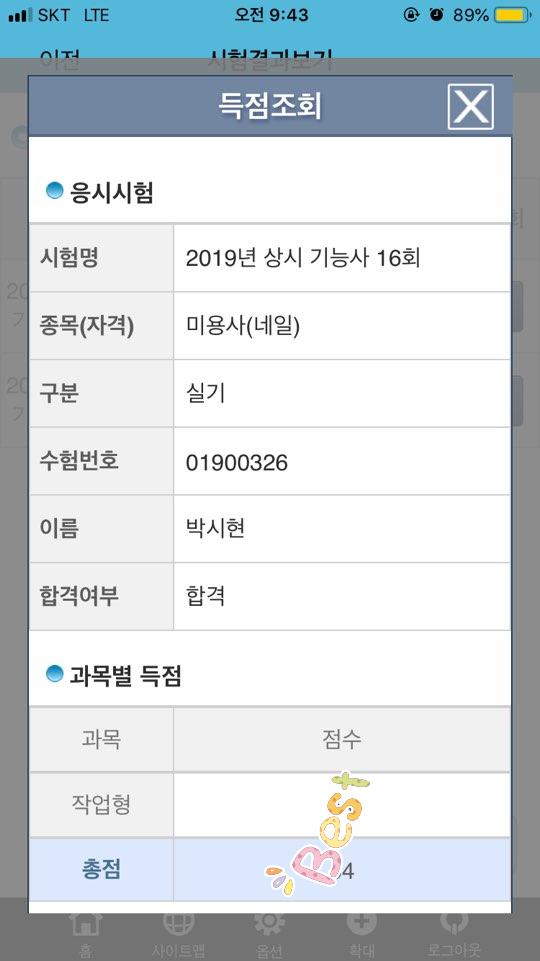 SKT LTE 오전 9:43 89%
이전 시험결과보기
득점조회
응시시험
시험명 2019년 상시 기능사 16회
종목(자격) 미용사(네일)
구분 실기
수험번호 01900326
이름 박시현
합격여부 합격
과목별 득점
과목 점수
작업형
Best
총점 4
홈 사이트맵 옵션 확대 로그아웃